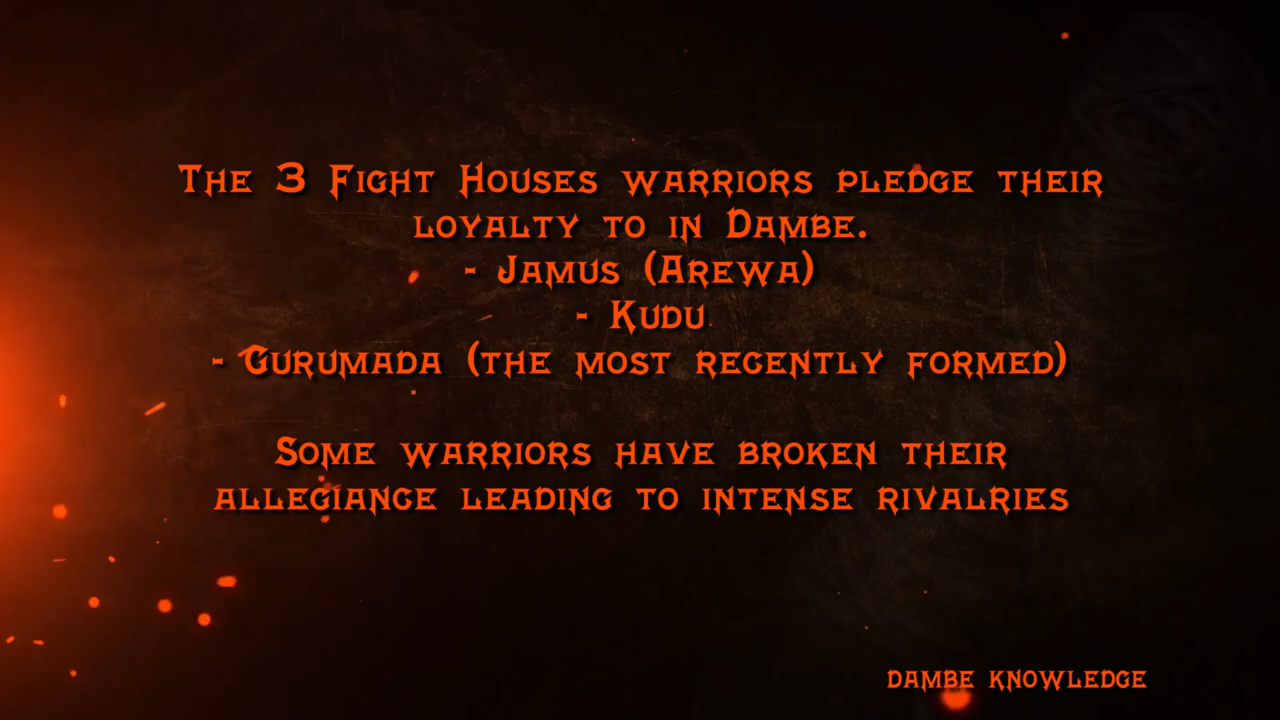 The 3 Fight Houses warriors pledge their
loyalty to in Dambe.
- Jamus (Arewa)
- Kudu
- Gurumada (the most recently formed)
Some warriors have broken their
allegiance leading to intense rivalries
Dambe Knowledge